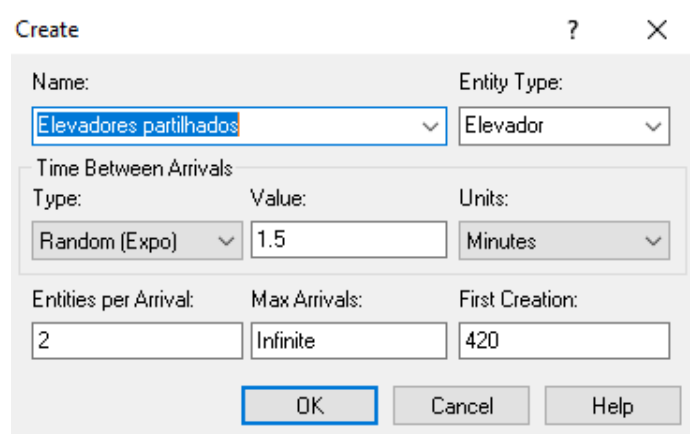 Create ?
Name: Entity Type:
Elevadores partilhados Elevador
Time Between Arrivals
Type: Value: Units:
Random (Expo) 1.5 Minutes
Entities per Arrival: Max Arrivals: First Creation:
2 Infinite 420
OK Cancel Help